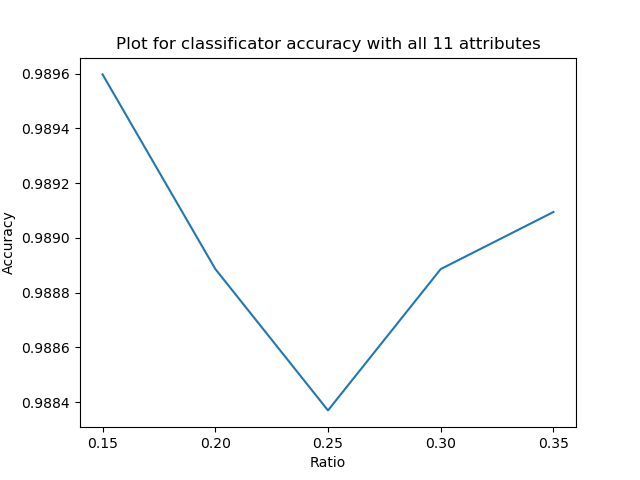 Plot for classificator accuracy with all 11 attributes
0.9896
0.9894
0.9892
0.9890
0.9888
0.9886
0.9884
Accuracy
0.15 0.20 0.25 0.30 0.35
Ratio